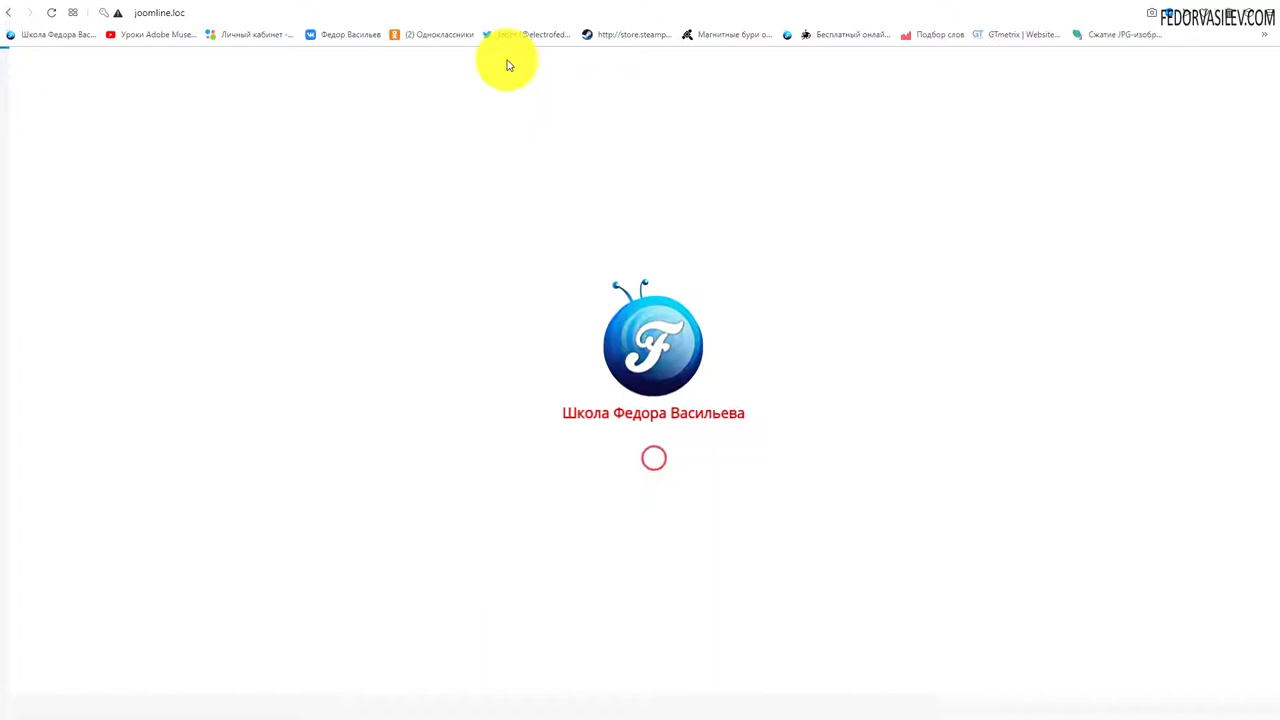 joomline.loc
FEDORVASILEV.COM
Школа Федора Вас...
Уроки Adobe Muse...
Личный кабинет -...
Федор Васильев
(2) Одноклассники
http://store.steamp...
Магнитные бури о...
Бесплатный онлай...
Подбор слов
GTmetrix | Website...
Сжатие JPG-изобр...
»
F
Школа Федора Васильева